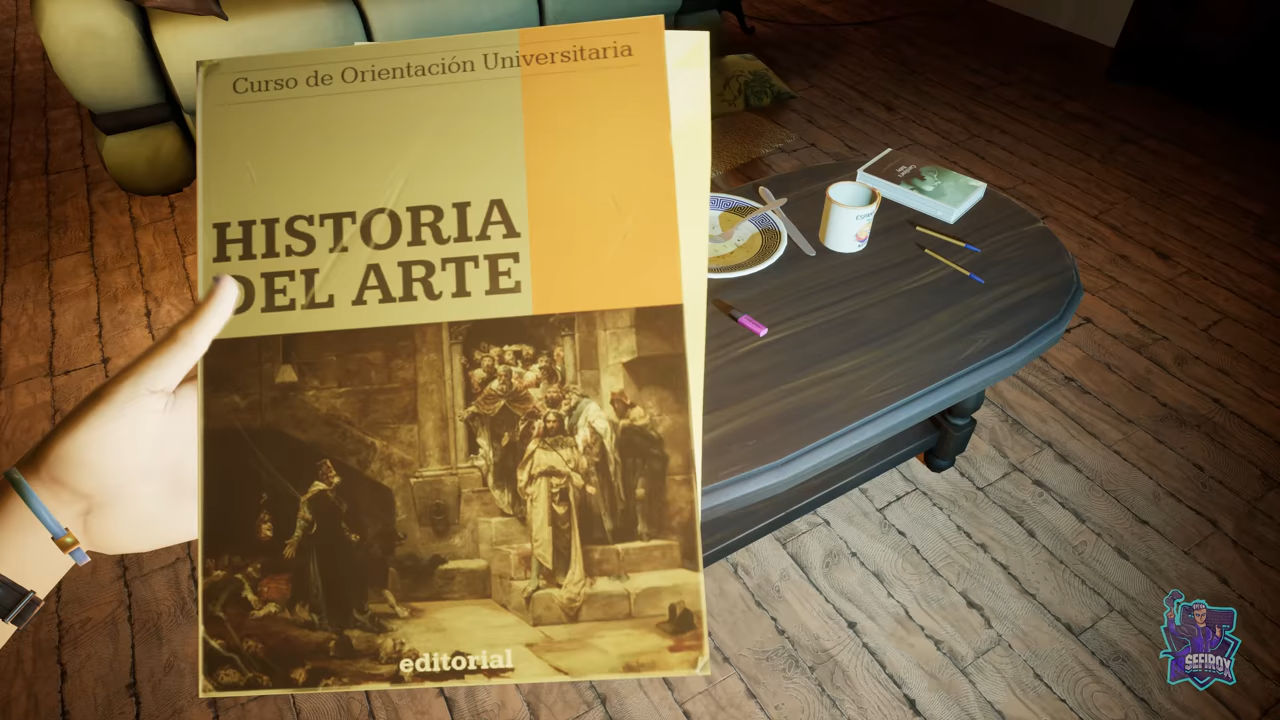 Curso de Orientación Universitaria
HISTORIA
DEL ARTE
editorial
SEFIROX